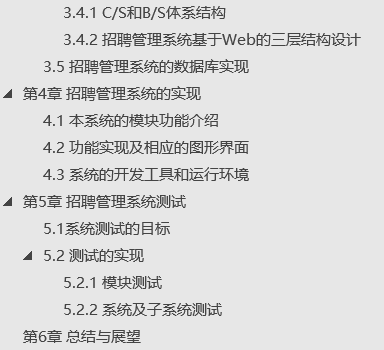 3.4.1 C/S和B/S体系结构
3.4.2 招聘管理系统基于Web的三层结构设计
3.5 招聘管理系统的数据库实现
第4章 招聘管理系统的实现
4.1 本系统的模块功能介绍
4.2 功能实现及相应的图形界面
4.3 系统的开发工具和运行环境
第5章 招聘管理系统测试
5.1系统测试的目标
5.2 测试的实现
5.2.1 模块测试
5.2.2 系统及子系统测试
第6章 总结与展望